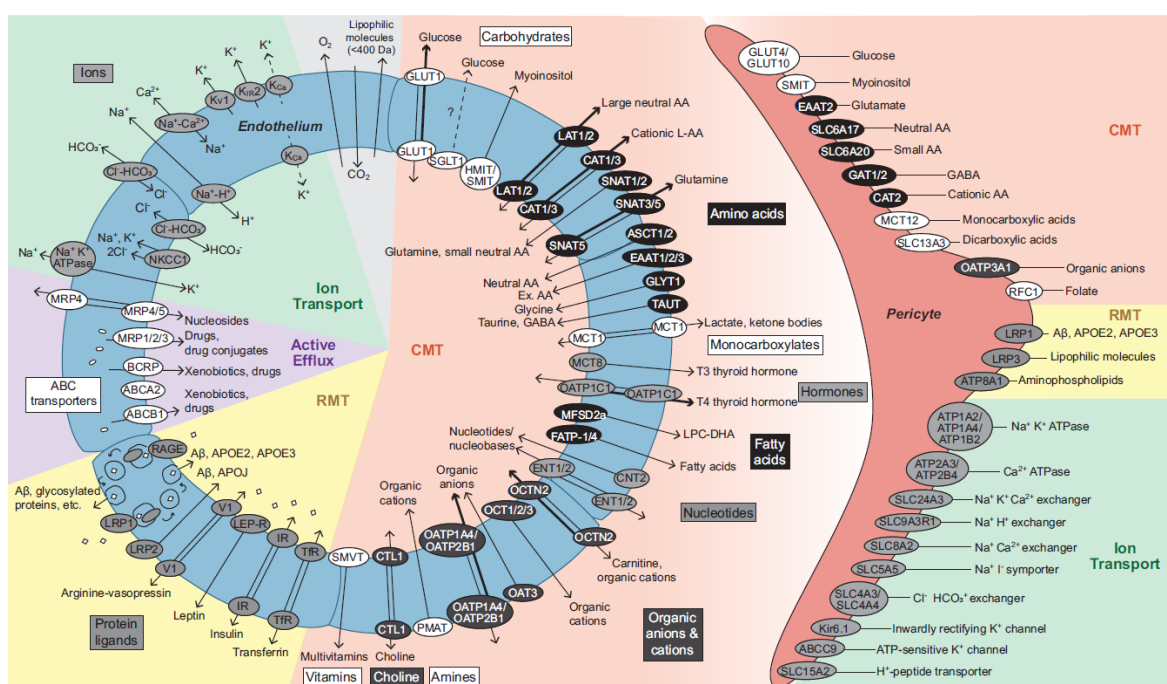 Ions
K⁺
K⁺
K⁺
Ca²⁺
Na⁺
HCO₃⁻
Kv1
KIR2
KCa
Na⁺-Ca²⁺
Na⁺
Endothelium
KCa
K⁺
Cl⁻-HCO₃⁻
Cl⁻
Na⁺-H⁺
H⁺
Cl⁻
Cl⁻-HCO₃⁻
HCO₃⁻
Na⁺, K⁺
2Cl⁻
NKCC1
Na⁺
Na⁺ K⁺
ATPase
K⁺
Ion
Transport
O₂
CO₂
Lipophilic
molecules
(<400 Da)
Glucose
Carbohydrates
GLUT1
Glucose
?
Myoinositol
GLUT1
SGLT1
HMIT/
SMIT
Large neutral AA
LAT1/2
LAT1/2
Cationic L-AA
CAT1/3
CAT1/3
SNAT1/2
Glutamine
SNAT3/5
Amino acids
SNAT5
Glutamine, small neutral AA
ASCT1/2
EAAT1/2/3
Neutral AA
Ex. AA
GLYT1
Glycine
Taurine, GABA
TAUT
CMT
MCT1
MCT1
Lactate, ketone bodies
Monocarboxylates
MCT8
T3 thyroid hormone
Hormones
OATP1C1
OATP1C1
T4 thyroid hormone
MFSD2a
LPC-DHA
FATP-1/4
Fatty acids
Fatty
acids
Nucleotides/
nucleobases
ENT1/2
CNT2
ENT1/2
Nucleotides
Organic
anions
Organic
cations
OCTN2
OCT1/2/3
OCTN2
Carnitine,
organic cations
OATP1A4/
OATP2B1
OAT3
Organic
cations
OATP1A4/
OATP2B1
Organic
anions &
cations
PMAT
Amines
CTL1
CTL1
Choline
Choline
SMVT
Multivitamins
Vitamins
MRP4
MRP4/5
Nucleosides
MRP1/2/3
Drugs,
drug conjugates
Active
Efflux
BCRP
Xenobiotics, drugs
ABC
transporters
ABCA2
ABCB1
Xenobiotics,
drugs
RMT
RAGE
Aβ, APOE2, APOE3
Aβ, APOJ
Aβ, glycosylated
proteins, etc.
LRP1
LRP2
V1
V1
Arginine-vasopressin
LEP-R
Leptin
IR
IR
Insulin
TfR
TfR
Transferrin
Protein
ligands
GLUT4/
GLUT10
Glucose
SMIT
Myoinositol
EAAT2
Glutamate
CMT
SLC6A17
Neutral AA
SLC6A20
Small AA
GAT1/2
GABA
CAT2
Cationic AA
MCT12
Monocarboxylic acids
SLC13A3
Dicarboxylic acids
OATP3A1
Organic anions
RFC1
Folate
Pericyte
RMT
LRP1
Aβ, APOE2, APOE3
LRP3
Lipophilic molecules
ATP8A1
Aminophospholipids
ATP1A2/
ATP1A4/
ATP1B2
Na⁺ K⁺ ATPase
ATP2A3/
ATP2B4
Ca²⁺ ATPase
SLC24A3
Na⁺ K⁺ Ca²⁺ exchanger
SLC9A3R1
Na⁺ H⁺ exchanger
SLC8A2
Na⁺ Ca²⁺ exchanger
Ion
Transport
SLC5A5
Na⁺ I⁻ symporter
SLC4A3/
SLC4A4
Cl⁻ HCO₃⁺ exchanger
Kir6.1
Inwardly rectifying K⁺ channel
ABCC9
ATP-sensitive K⁺ channel
SLC15A2
H⁺-peptide transporter